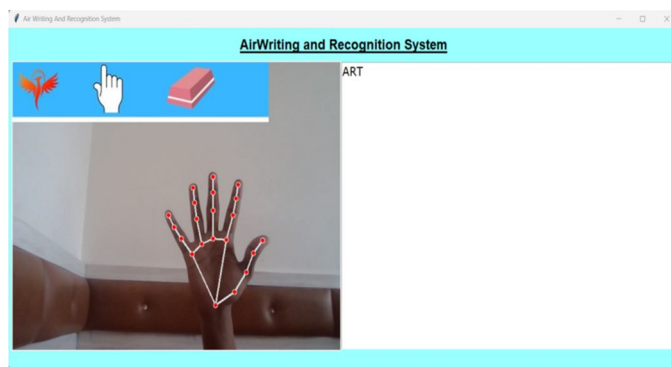 Air Writing And Recognition System
AirWriting and Recognition System
ART